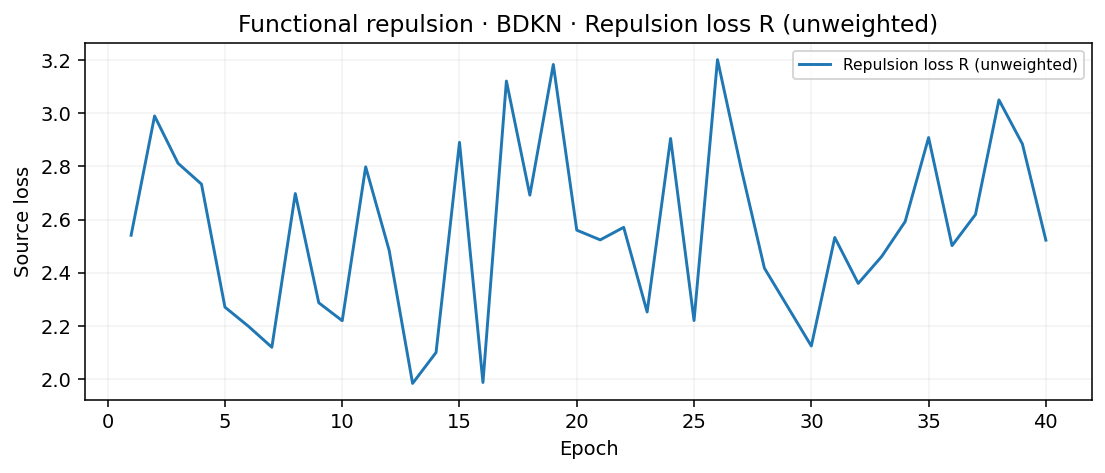 Functional repulsion · BDKN · Repulsion loss R (unweighted)
Repulsion loss R (unweighted)
Source loss
3.2
3.0
2.8
2.6
2.4
2.2
2.0
0 5 10 15 20 25 30 35 40
Epoch